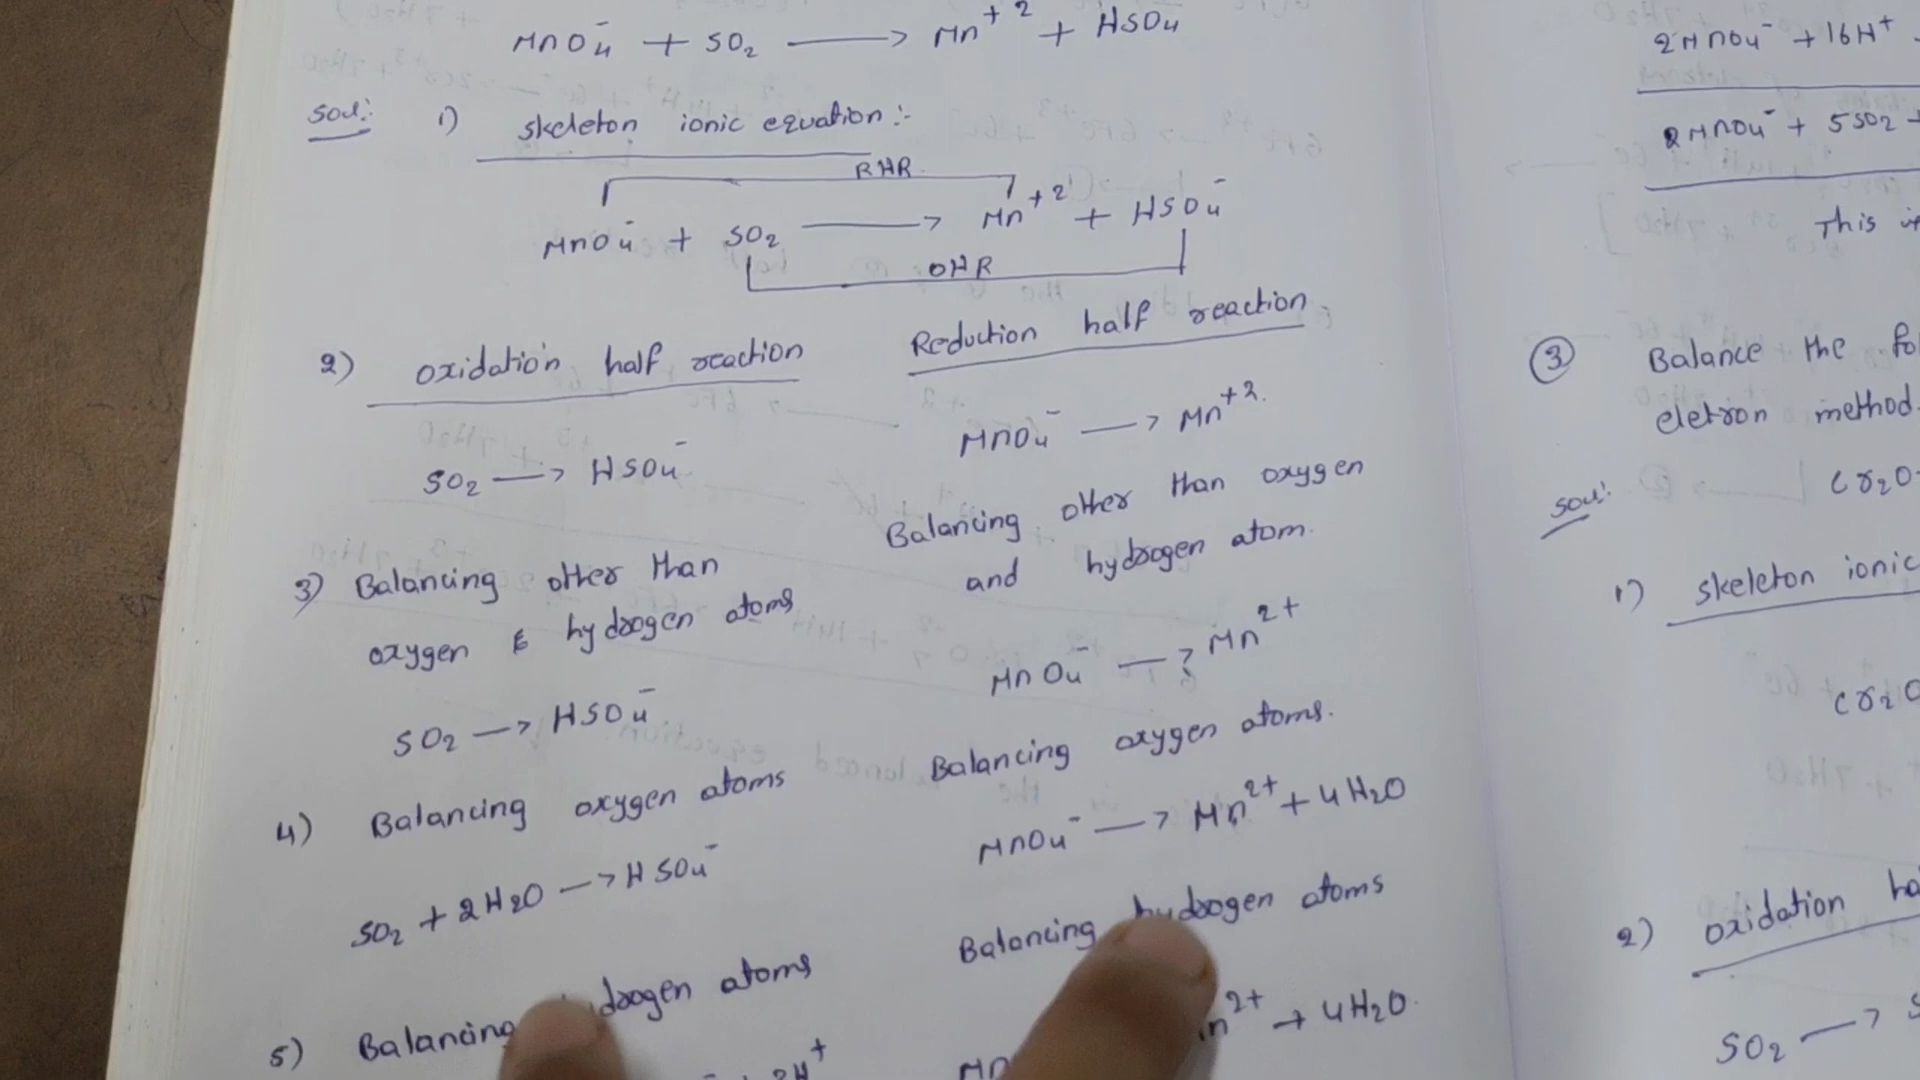 MnO₄⁻ + SO₂ → Mn⁺² + HSO₄
Sol: 1) skeleton ionic equation :-
RHR
MnO₄⁻ + SO₂ → Mn⁺² + HSO₄⁻
OHR
2) oxidation half reaction
SO₂ → HSO₄⁻
3) Balancing other than
oxygen & hydrogen atoms
SO₂ → HSO₄⁻
4) Balancing oxygen atoms
SO₂ + 2H₂O → HSO₄⁻
5) Balancing atoms
Reduction half reaction
MnO₄⁻ → Mn⁺².
Balancing other than oxygen
and hydrogen atom.
MnO₄⁻ → Mn²⁺
Balancing oxygen atoms.
MnO₄⁻ → Mn²⁺ + 4H₂O
Balancing hydrogen atoms
+ 4H₂O
2MnO₄⁻ + 16H⁺
2MnO₄⁻ + 5SO₂ +
This
3 Balance the
eletron method.
Sol:
1) skeleton ionic
2) oxidation
SO₂ →